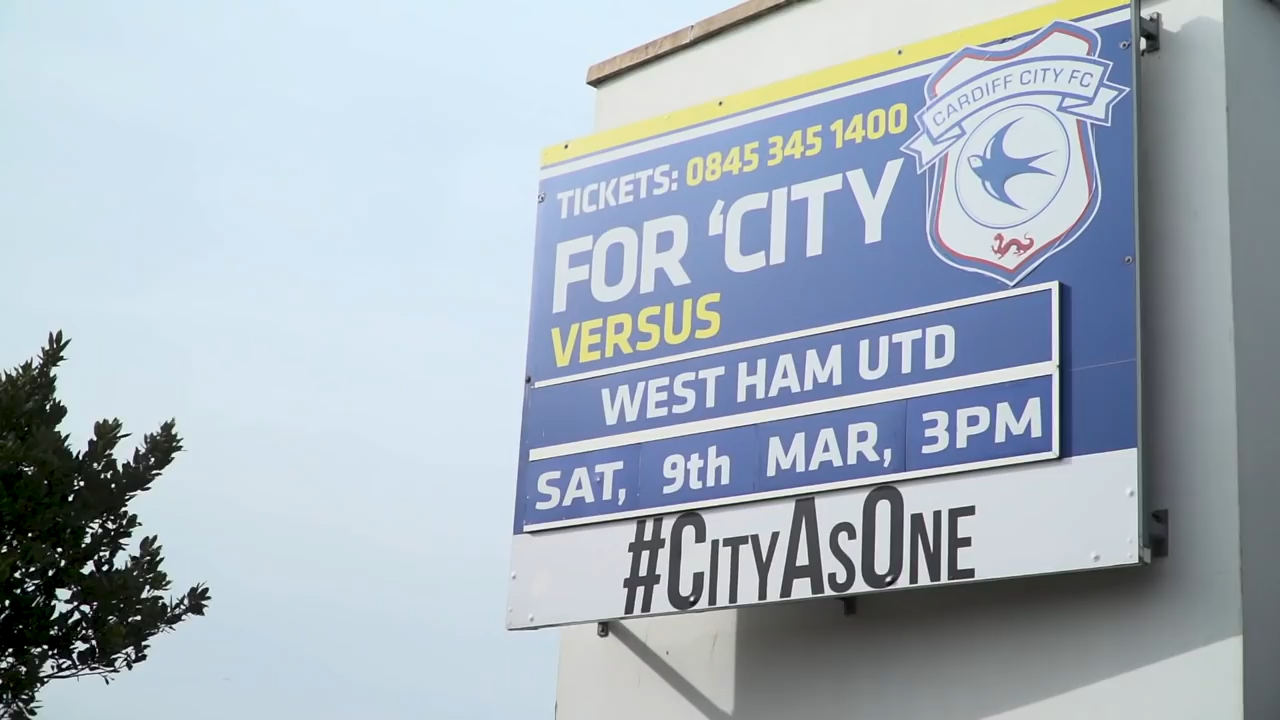 CARDIFF CITY FC
TICKETS: 0845 345 1400
FOR 'CITY
VERSUS
WEST HAM UTD
SAT, 9th MAR, 3PM
#CITYASONE